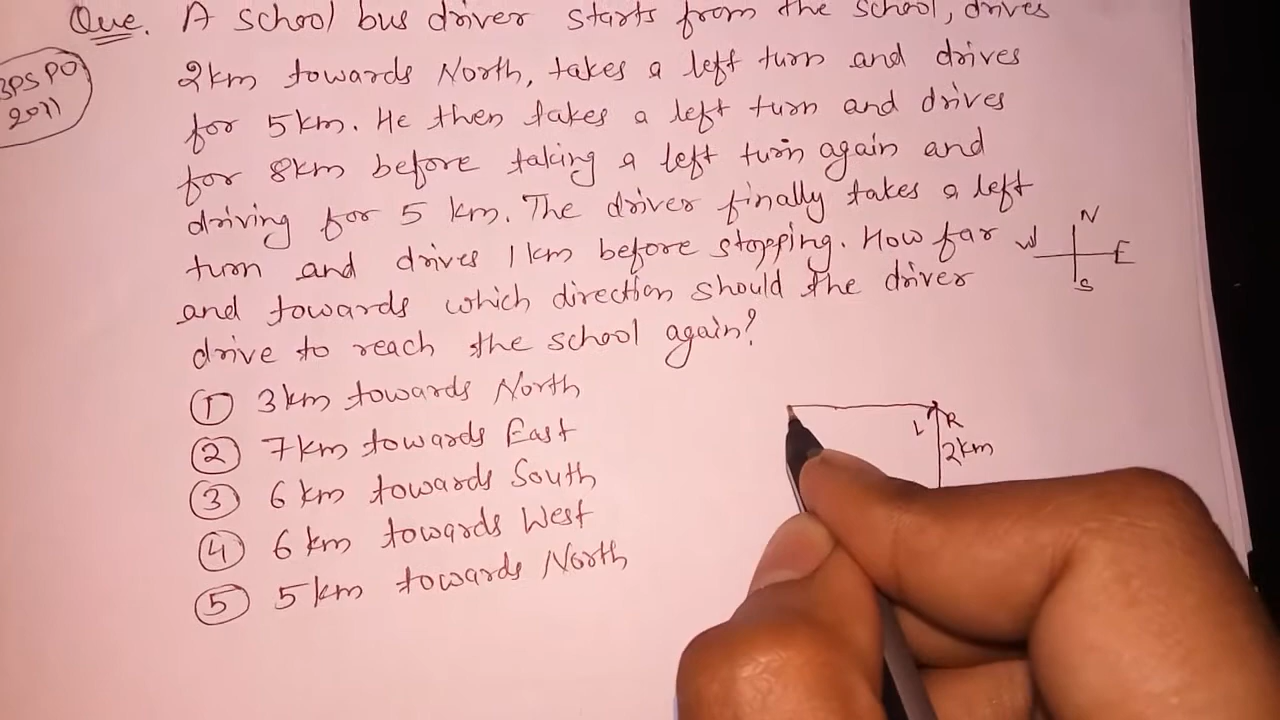 Que. A school bus driver starts from the school, drives
2km towards North, takes a left turn and drives
for 5km. He then takes a left turn and drives
for 8km before taking a left turn again and
driving for 5 km. The driver finally takes a left
turn and drives 1km before stopping. How far
and towards which direction should the driver
drive to reach the school again?
BPS PO
2011
N
W
E
S
① 3km towards North
② 7km towards East
③ 6 km towards South
④ 6 km towards West
⑤ 5 km towards North
L
R
2km